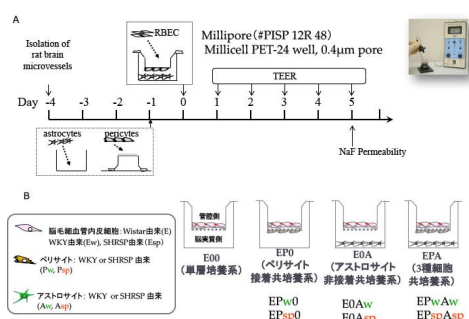 A
Isolation of
rat brain
microvessels
RBEC
Millipore (#PISP 12R 48)
Millicell PET-24 well, 0.4µm pore
TEER
Day -4 -3 -2 -1 0 1 2 3 4 5
astrocytes pericytes
NaF Permeability
B
脳毛細血管内皮細胞: Wistar由来(E)
WKY由来(Ew), SHRSP由来(Esp)
ペリサイト: WKY or SHRSP 由来
(Pw, Psp)
アストロサイト: WKY or SHRSP 由来
(Aw, Asp)
管腔側
脳実質側
E00
(単層培養系)
EP0
(ペリサイト
接着共培養系)
EPw0
EPsp0
E0A
(アストロサイト
非接着共培養系)
E0Aw
E0Asp
EPA
(3種細胞
共培養系)
EPwAw
EPspAsp